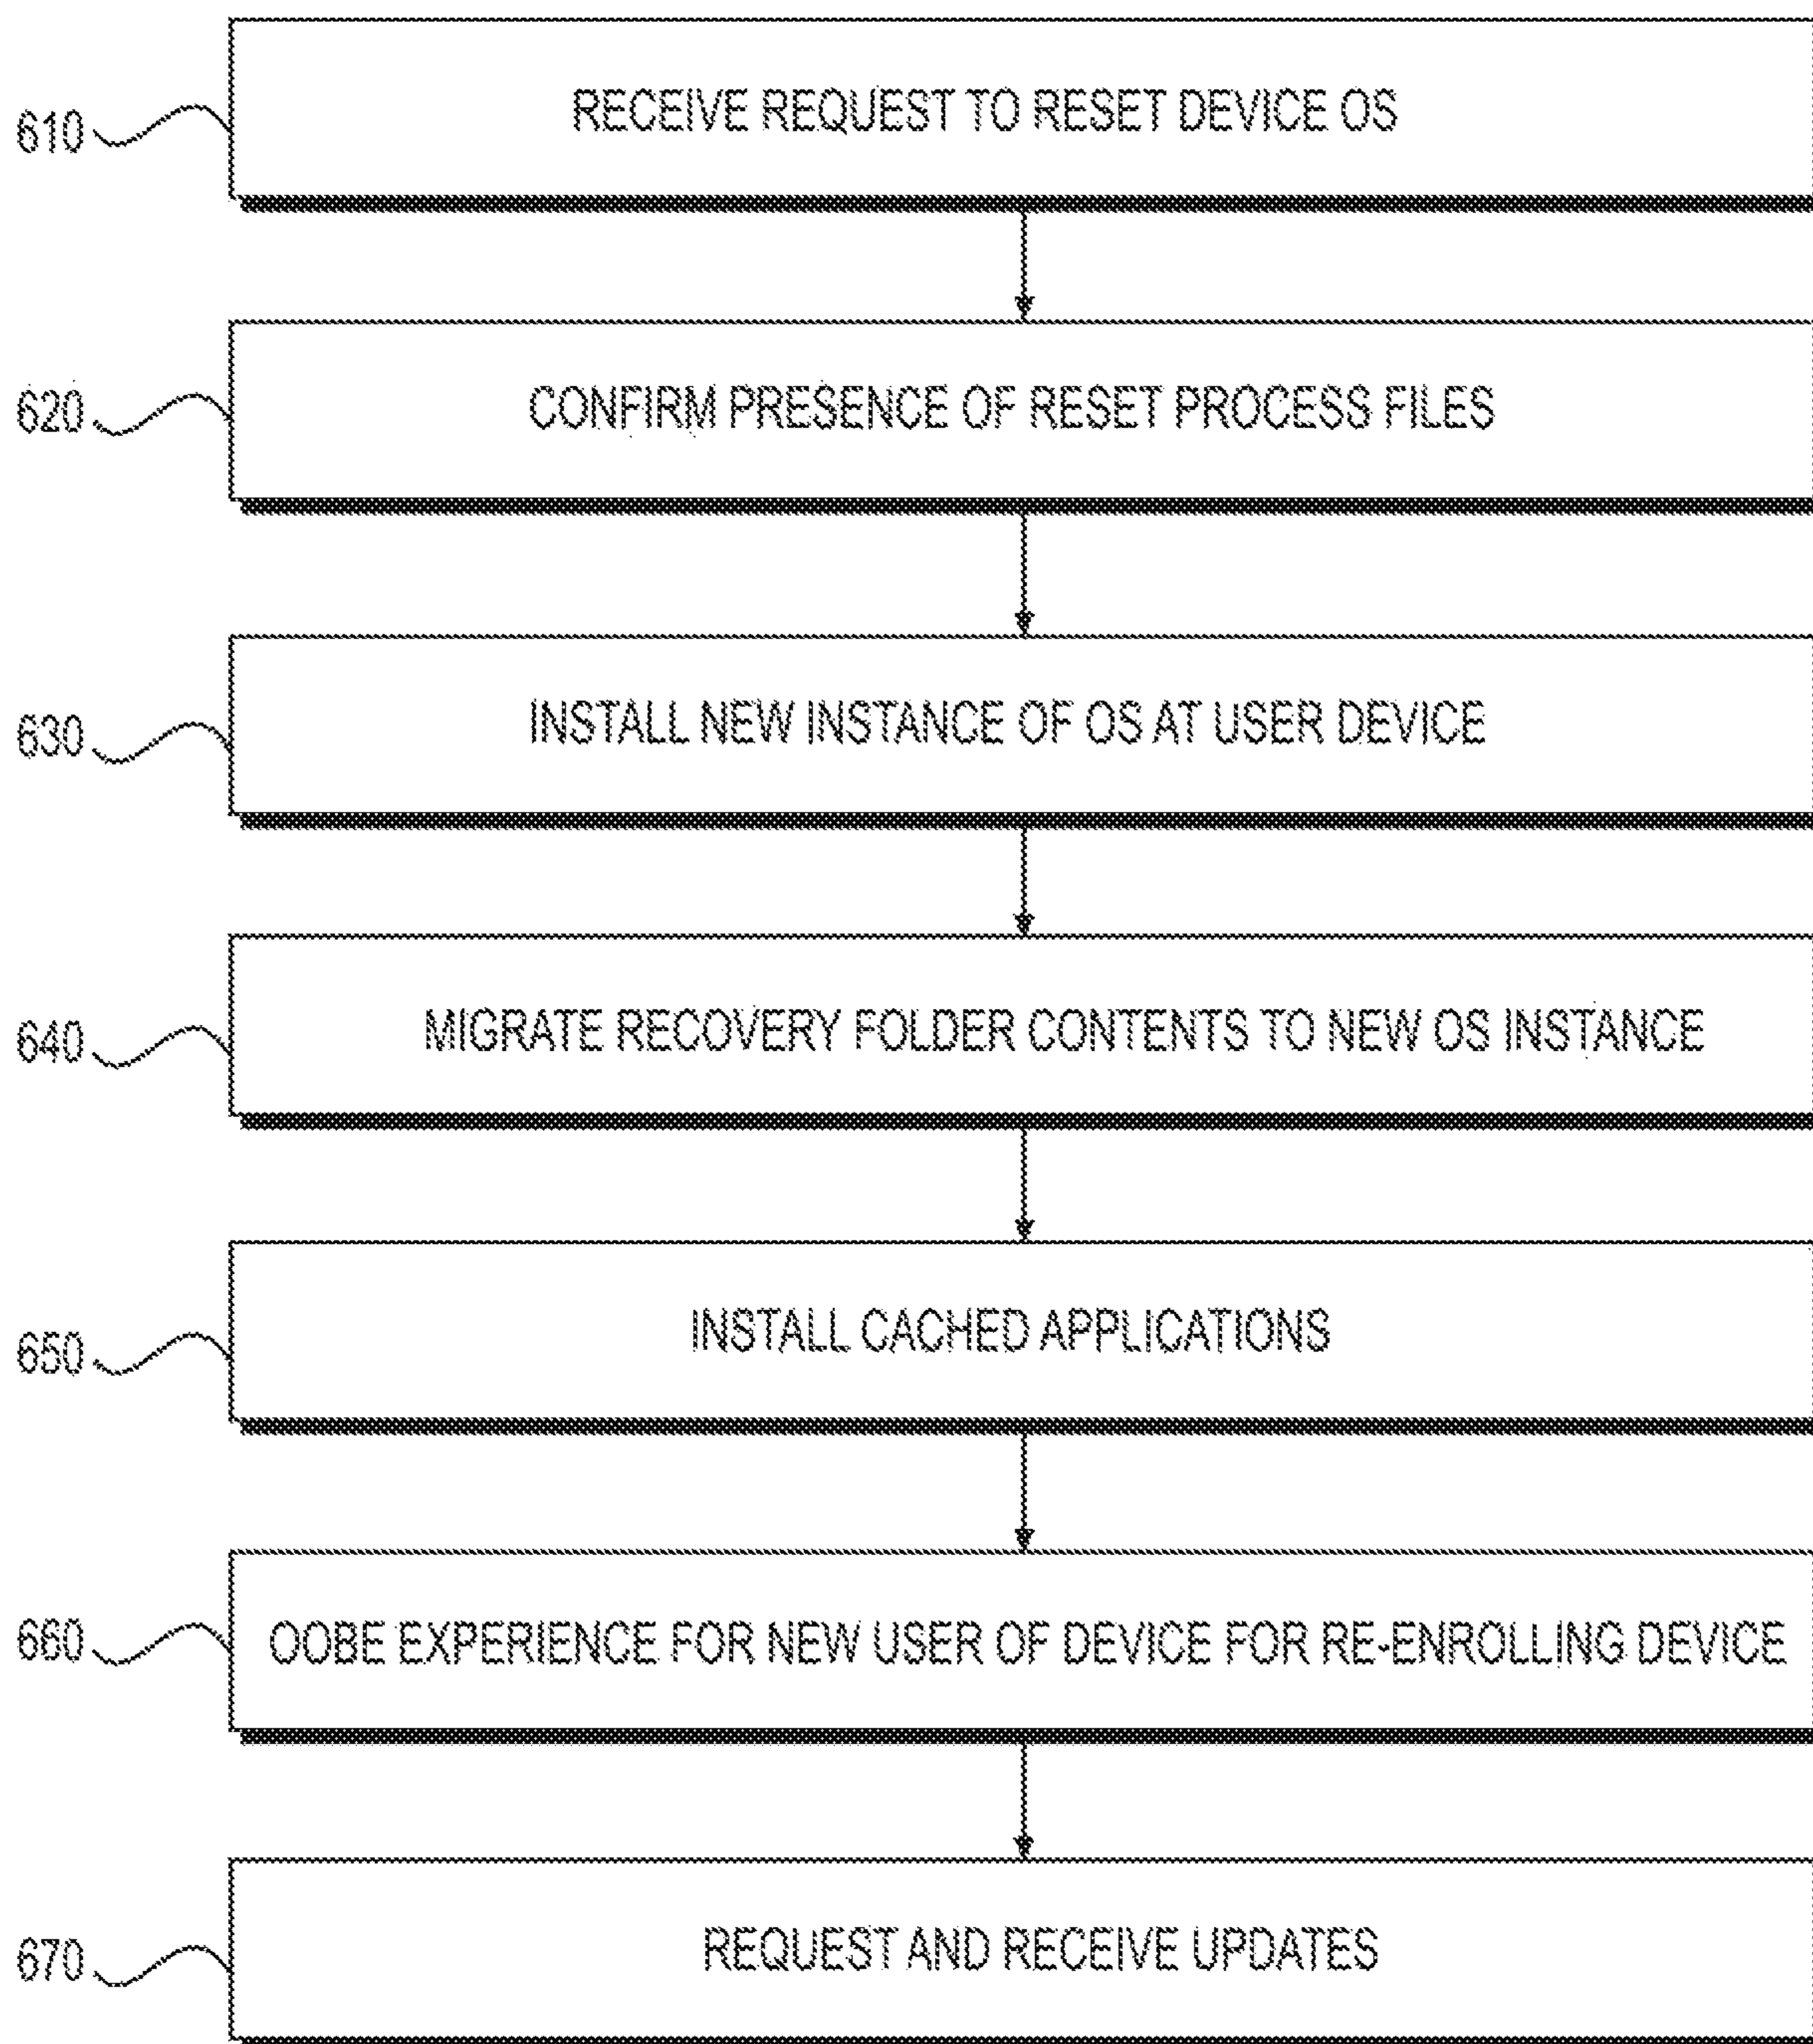 610 RECEIVE REQUEST TO RESET DEVICE OS
620 CONFIRM PRESENCE OF RESET PROCESS FILES
630 INSTALL NEW INSTANCE OF OS AT USER DEVICE
640 MIGRATE RECOVERY FOLDER CONTENTS TO NEW OS INSTANCE
650 INSTALL CACHED APPLICATIONS
660 OOBE EXPERIENCE FOR NEW USER OF DEVICE FOR RE-ENROLLING DEVICE
670 REQUEST AND RECEIVE UPDATES